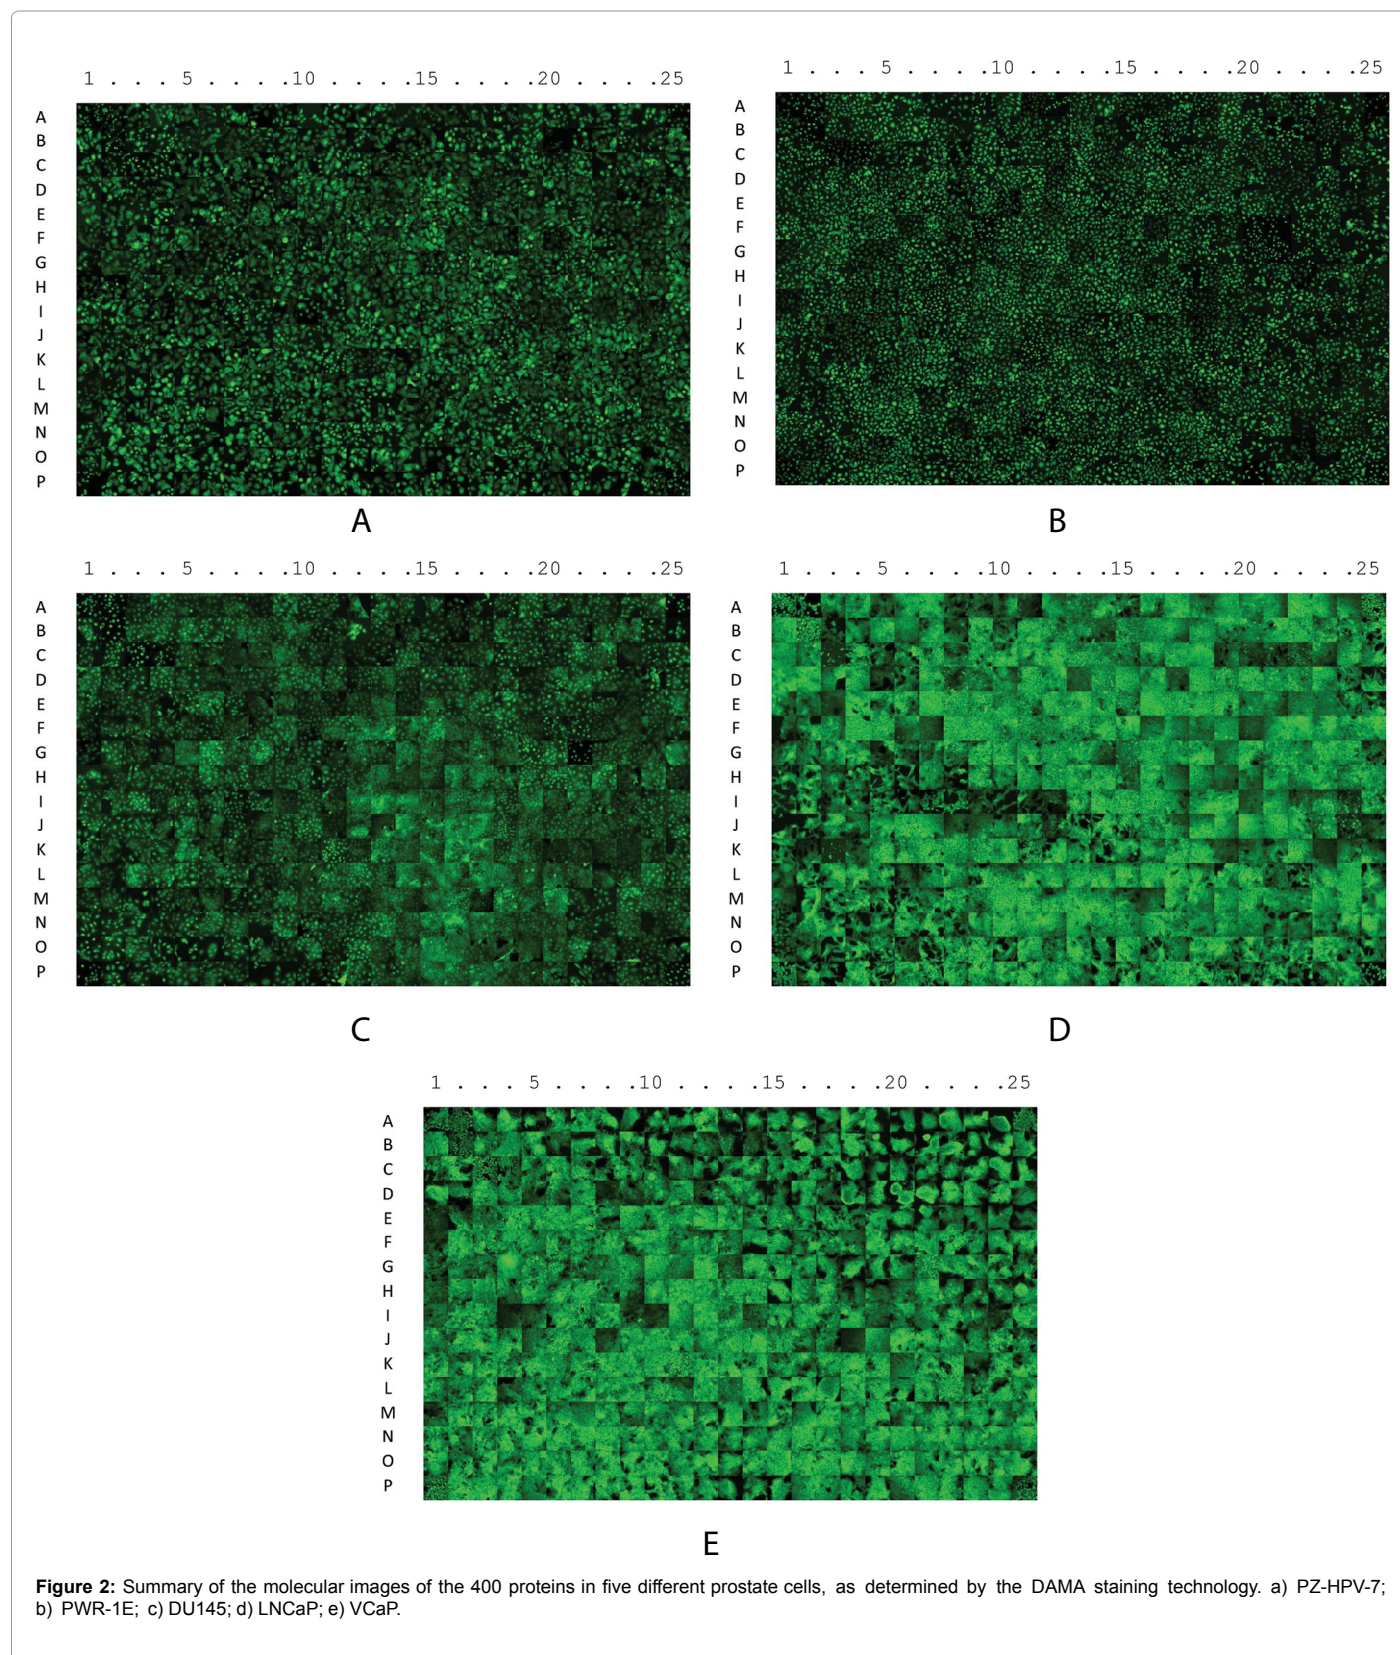 1 . . . 5 . . . .10 . . . .15 . . . .20 . . . .25
A
B
C
D
E
F
G
H
I
J
K
L
M
N
O
P
A
1 . . . 5 . . . .10 . . . .15 . . . .20 . . . .25
A
B
C
D
E
F
G
H
I
J
K
L
M
N
O
P
B
1 . . . 5 . . . .10 . . . .15 . . . .20 . . . .25
A
B
C
D
E
F
G
H
I
J
K
L
M
N
O
P
C
1 . . . 5 . . . .10 . . . .15 . . . .20 . . . .25
A
B
C
D
E
F
G
H
I
J
K
L
M
N
O
P
D
1 . . . 5 . . . .10 . . . .15 . . . .20 . . . .25
A
B
C
D
E
F
G
H
I
J
K
L
M
N
O
P
E
Figure 2: Summary of the molecular images of the 400 proteins in five different prostate cells, as determined by the DAMA staining technology. a) PZ-HPV-7;
b) PWR-1E; c) DU145; d) LNCaP; e) VCaP.